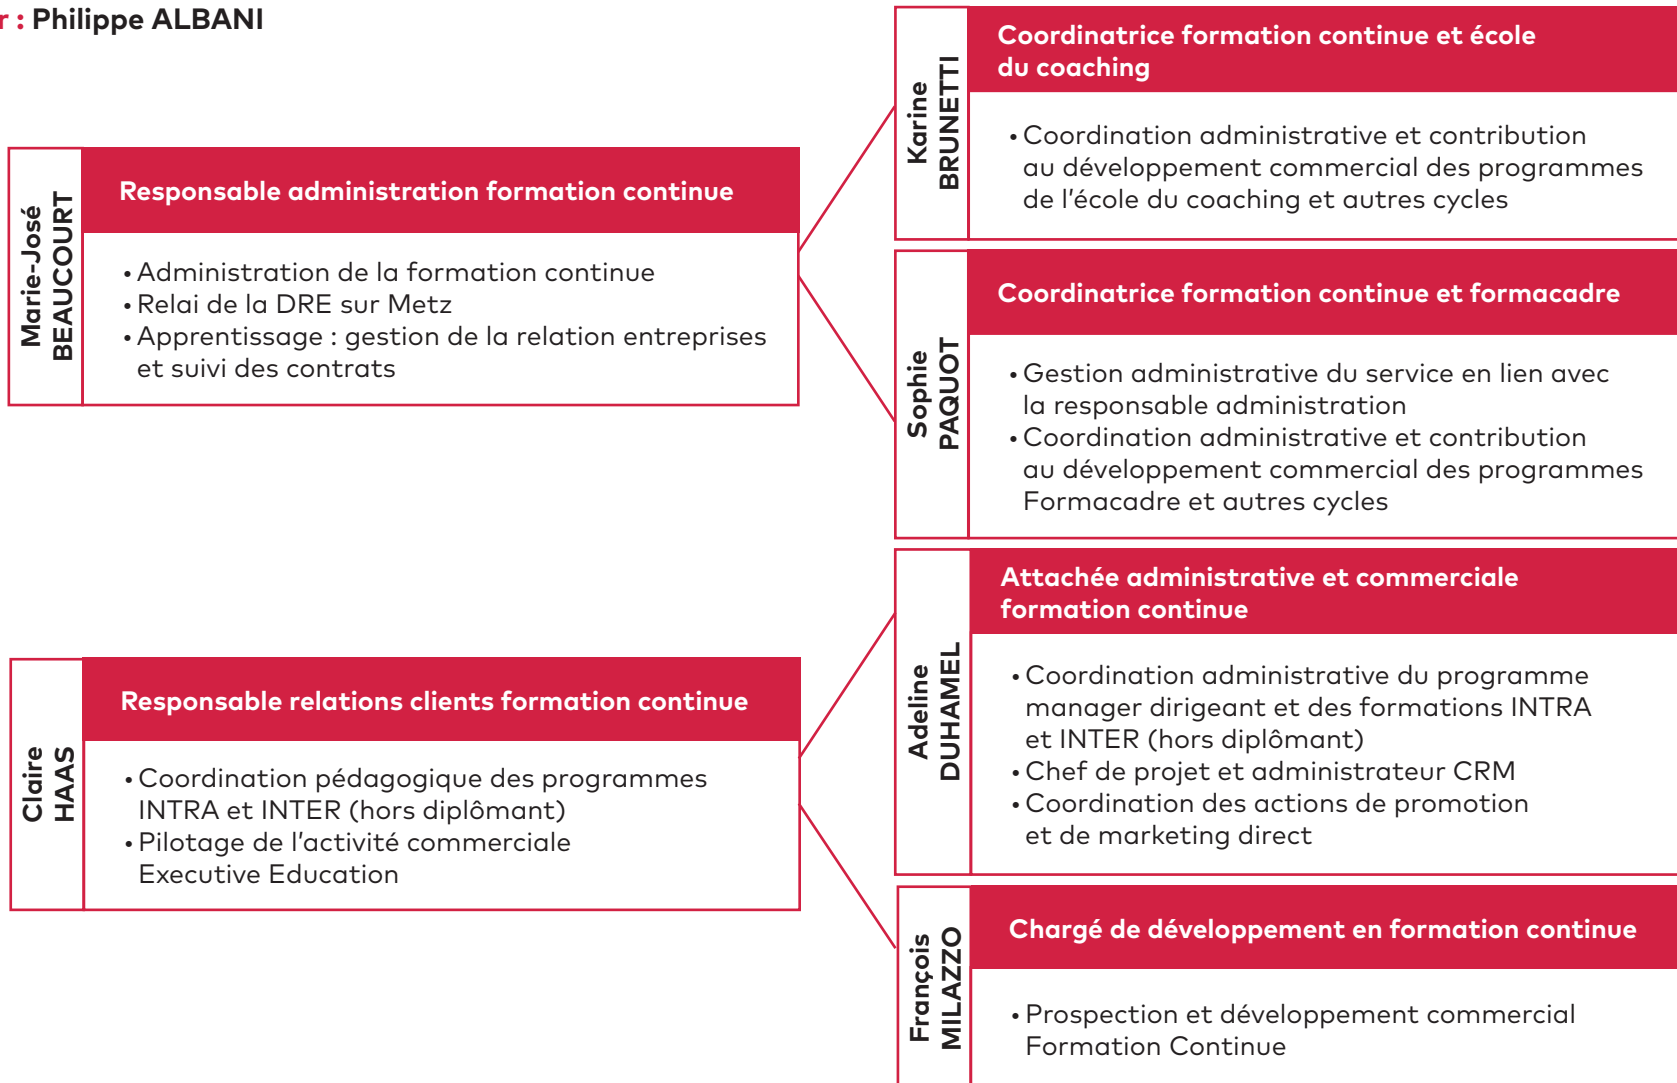 r : Philippe ALBANI
Marie-José
BEAUCOURT
Responsable administration formation continue
• Administration de la formation continue
• Relai de la DRE sur Metz
• Apprentissage : gestion de la relation entreprises
et suivi des contrats
Karine
BRUNETTI
Coordinatrice formation continue et école
du coaching
• Coordination administrative et contribution
au développement commercial des programmes
de l'école du coaching et autres cycles
Sophie
PAQUOT
Coordinatrice formation continue et formacadre
• Gestion administrative du service en lien avec
la responsable administration
• Coordination administrative et contribution
au développement commercial des programmes
Formacadre et autres cycles
Claire
HAAS
Responsable relations clients formation continue
• Coordination pédagogique des programmes
INTRA et INTER (hors diplômant)
• Pilotage de l'activité commerciale
Executive Education
Adeline
DUHAMEL
Attachée administrative et commerciale
formation continue
• Coordination administrative du programme
manager dirigeant et des formations INTRA
et INTER (hors diplômant)
• Chef de projet et administrateur CRM
• Coordination des actions de promotion
et de marketing direct
François
MILAZZO
Chargé de développement en formation continue
• Prospection et développement commercial
Formation Continue